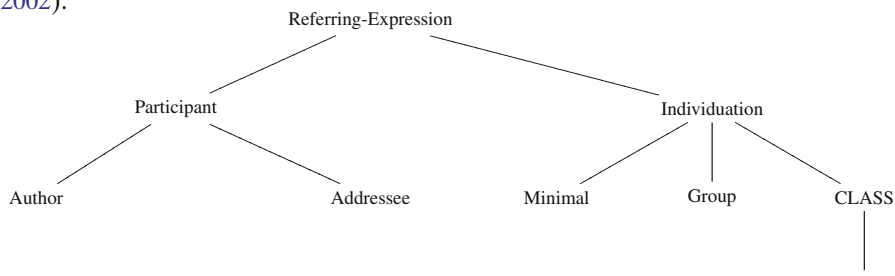 2002).
Referring-Expression
Participant Individuation
Author Addressee Minimal Group CLASS